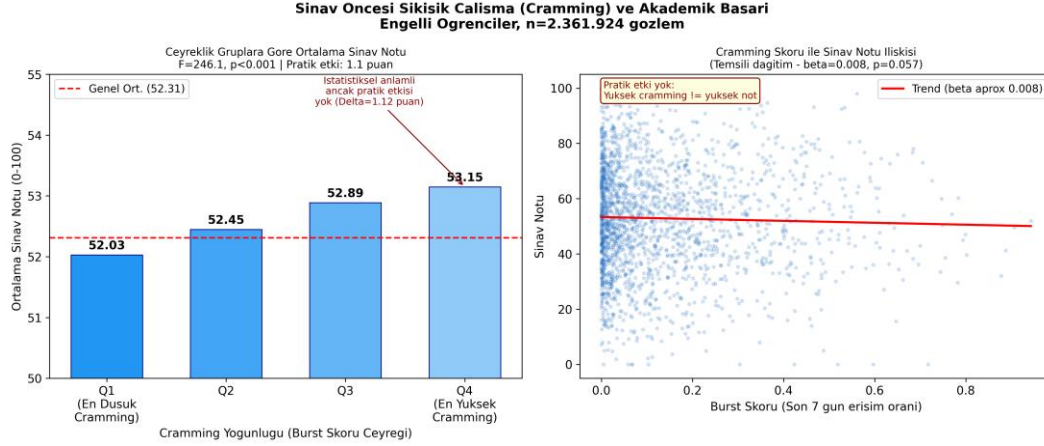 Sinav Oncesi Sikisik Calisma (Cramming) ve Akademik Basari
Engelli Ogrenciler, n=2.361.924 gozlem
Ceyreklik Gruplara Gore Ortalama Sinav Notu
F=246.1, p<0.001 | Pratik etki: 1.1 puan
55
54
53
52
51
50
Ortalama Sinav Notu (0-100)
Genel Ort. (52.31)
Istatistiksel anlamli
ancak pratik etkisi
yok (Delta=1.12 puan)
52.03
52.45
52.89
53.15
Q1
(En Dusuk
Cramming)
Q2
Q3
Q4
(En Yuksek
Cramming)
Cramming Yogunlugu (Burst Skoru Ceyregi)
Cramming Skoru ile Sinav Notu Iliskisi
(Temsili dagitim - beta=0.008, p=0.057)
Pratik etki yok:
Yuksek cramming != yuksek not
Trend (beta aprox 0.008)
100
80
60
40
20
0
Sinav Notu
0.0
0.2
0.4
0.6
0.8
Burst Skoru (Son 7 gun erisim orani)